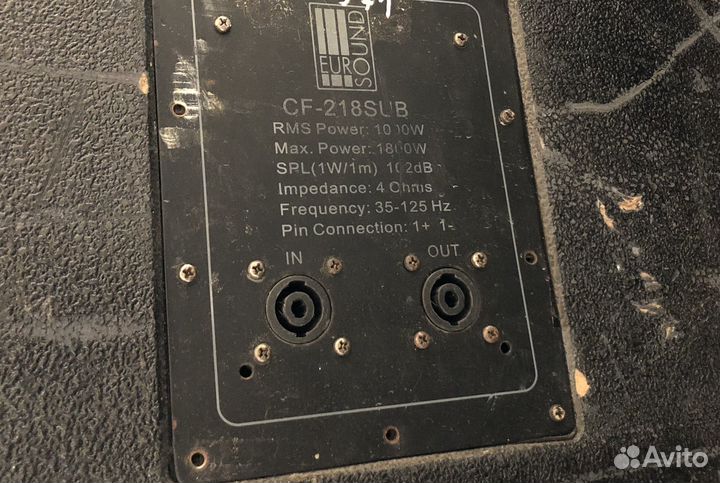 EURO
SOUND
CF-218SUB
RMS Power: 1000W
Max. Power: 1800W
SPL(1W/1m) 102dB
Impedance: 4 Ohms
Frequency: 35-125 Hz
Pin Connection: 1+ 1-
IN OUT
Avito